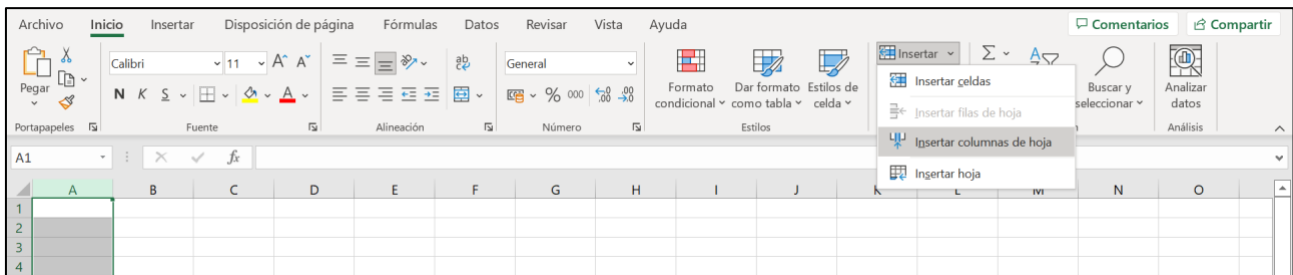 Archivo Inicio Insertar Disposición de página Fórmulas Datos Revisar Vista Ayuda Comentarios Compartir
Pegar
Calibri 11 A^ A˅ ab General
N K S A % 000
Formato condicional
Dar formato como tabla
Estilos de celda
Insertar
Insertar celdas
Insertar filas de hoja
Insertar columnas de hoja
Insertar hoja
Buscar y seleccionar
Analizar datos
Portapapeles Fuente Alineación Número Estilos Análisis
A1 fx
A B C D E F G H I J K L M N O
1
2
3
4